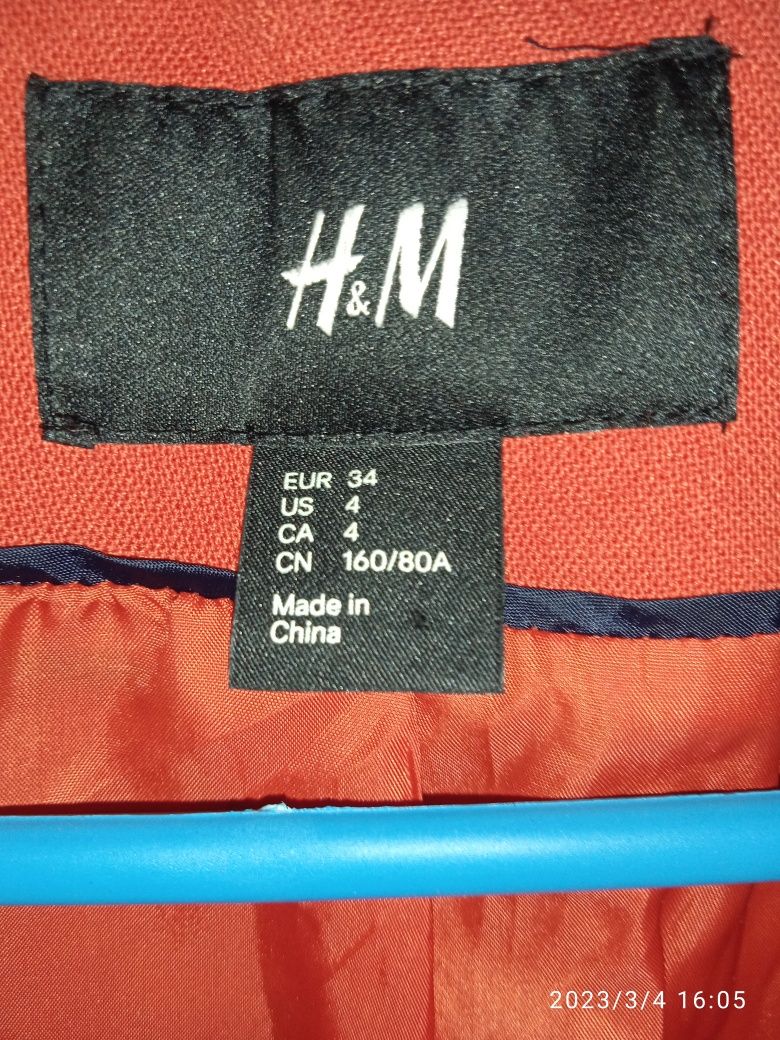 H&M
EUR 34
US 4
CA 4
CN 160/80A
Made in
China
2023/3/4 16:05